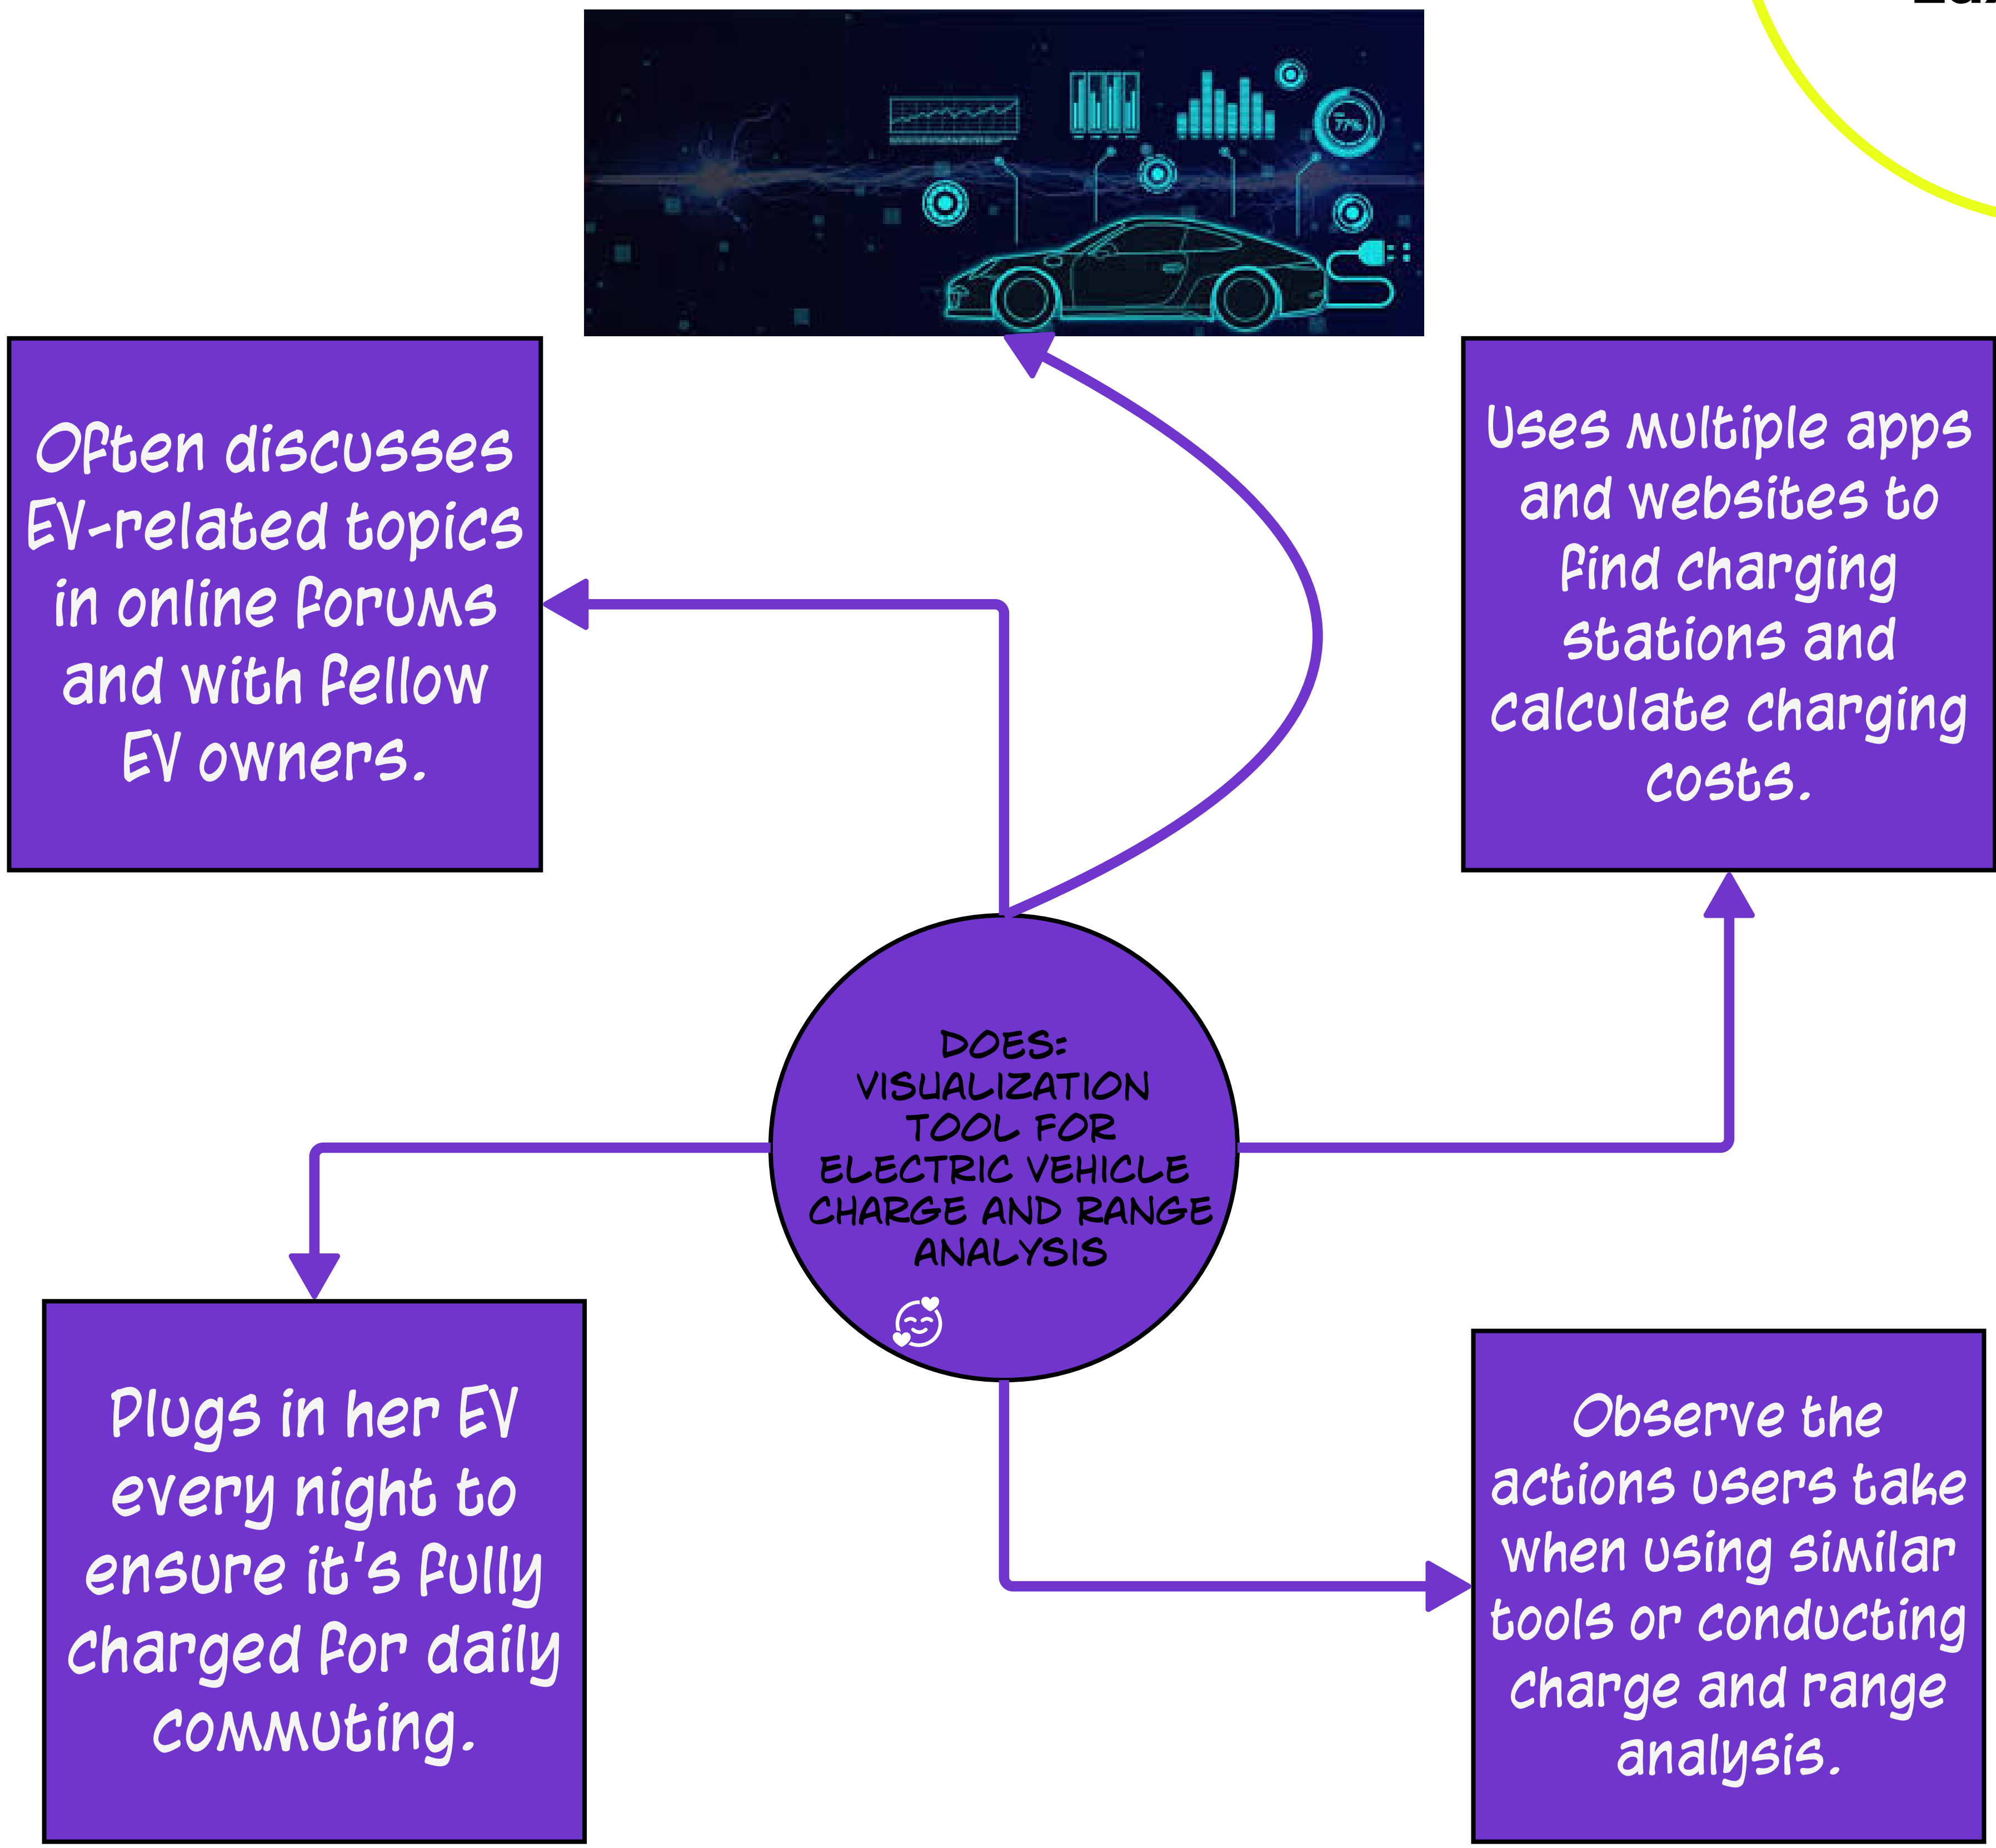 77%
Often discusses
EV-related topics
in online forums
and with fellow
EV owners.
Uses multiple apps
and websites to
find charging
stations and
calculate charging
costs.
DOES:
VISUALIZATION
TOOL FOR
ELECTRIC VEHICLE
CHARGE AND RANGE
ANALYSIS
Plugs in her EV
every night to
ensure it's fully
charged for daily
commuting.
Observe the
actions users take
when using similar
tools or conducting
charge and range
analysis.